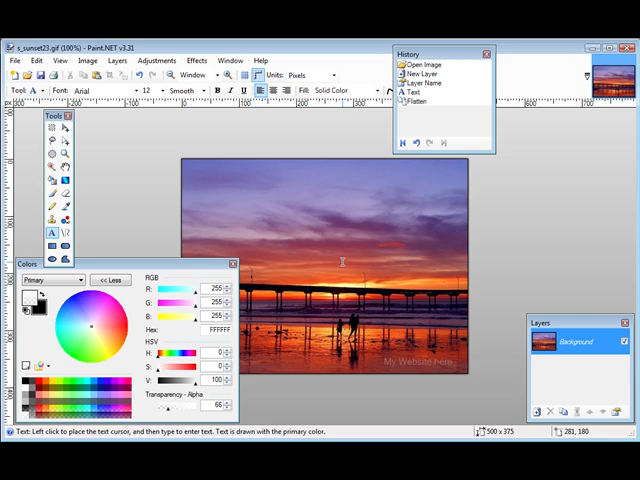 s_sunset23.gif (100%) - Paint.NET v3.31
File Edit View Image Layers Adjustments Effects Window Help
Window Units: Pixels
Tool: A Font: Arial 12 Smooth B I U Fill: Solid Color
Tools
History
Open Image
New Layer
Layer Name
Text
Flatten
Colors
Primary
<< Less
RGB
R: 255
G: 255
B: 255
Hex: FFFFFF
HSV
H: 0
S: 0
V: 100
Transparency - Alpha
66
My Website here
Layers
Background
Text: Left click to place the text cursor, and then type to enter text. Text is drawn with the primary color.
500 x 375
281, 180